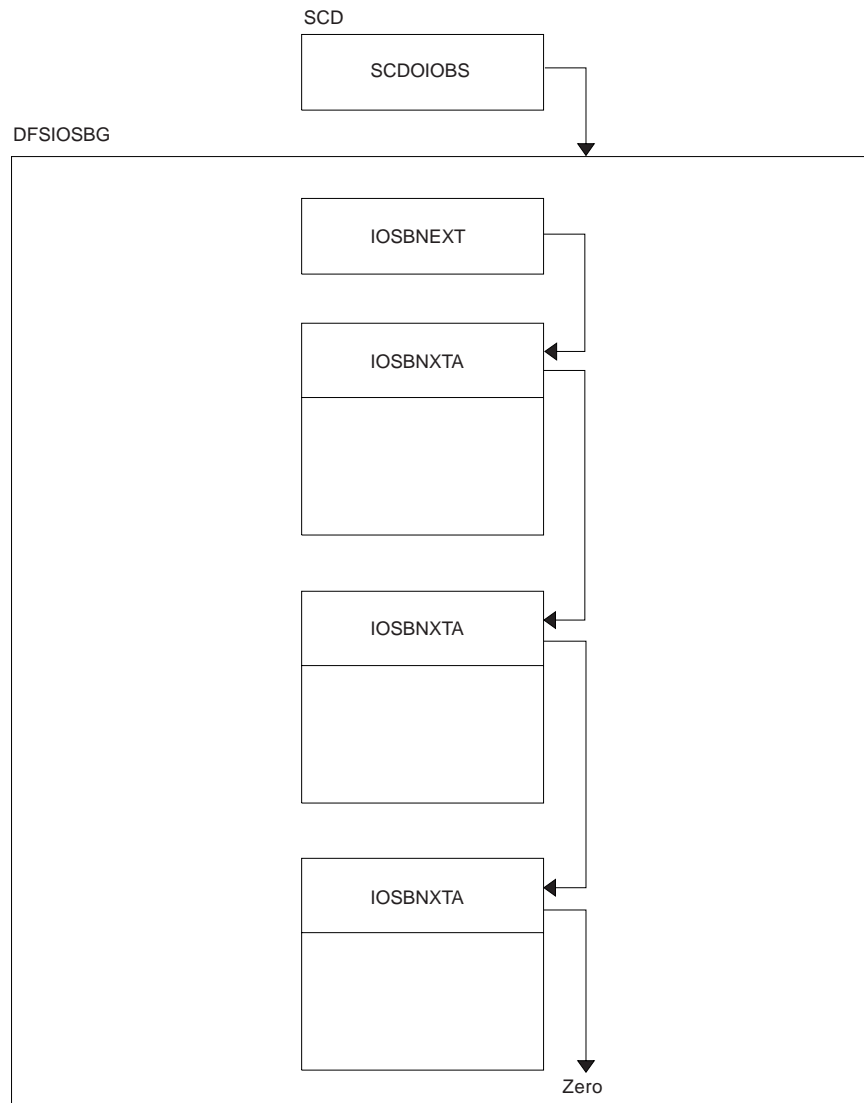 SCD
SCDOIOBS
DFSIOSBG
IOSBNEXT
IOSBNXTA
IOSBNXTA
IOSBNXTA
Zero